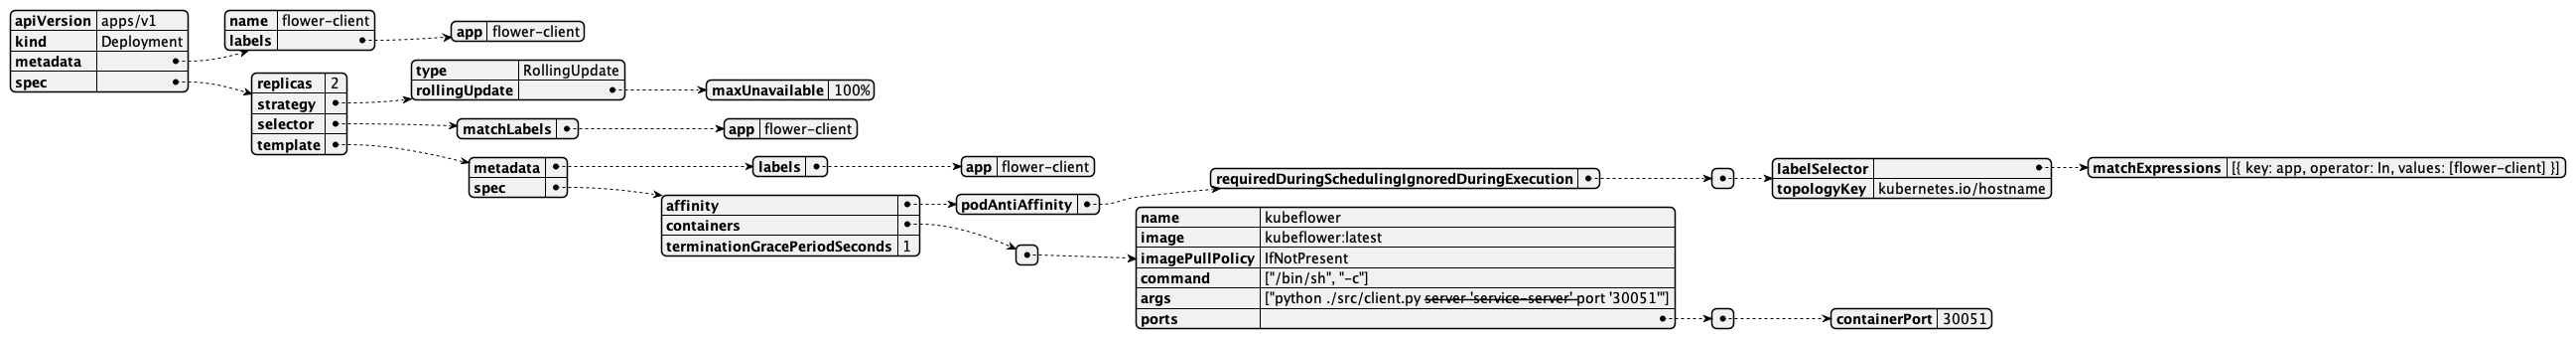 apiVersion apps/v1
kind Deployment
metadata
spec
name flower-client
labels
app flower-client
replicas 2
strategy
selector
template
type RollingUpdate
rollingUpdate
maxUnavailable 100%
matchLabels
app flower-client
metadata
spec
labels
app flower-client
affinity
containers
terminationGracePeriodSeconds 1
podAntiAffinity
requiredDuringSchedulingIgnoredDuringExecution
labelSelector
topologyKey kubernetes.io/hostname
matchExpressions [{ key: app, operator: In, values: [flower-client] }]
name kubeflower
image kubeflower:latest
imagePullPolicy IfNotPresent
command ["/bin/sh", "-c"]
args ["python ./src/client.py server 'service-server' port '30051'"]
ports
containerPort 30051